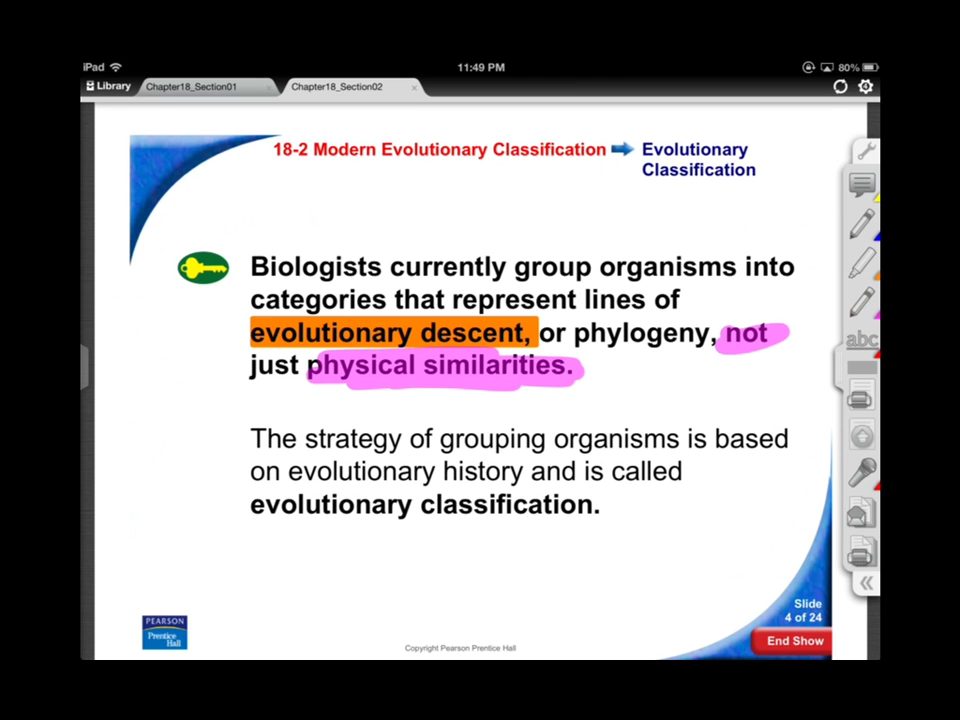 iPad
11:49 PM
80%
Library
Chapter18_Section01
Chapter18_Section02
18-2 Modern Evolutionary Classification
Evolutionary
Classification
Biologists currently group organisms into
categories that represent lines of
evolutionary descent, or phylogeny, not
just physical similarities.
The strategy of grouping organisms is based
on evolutionary history and is called
evolutionary classification.
abc
Slide
4 of 24
End Show
PEARSON
Prentice
Hall
Copyright Pearson Prentice Hall